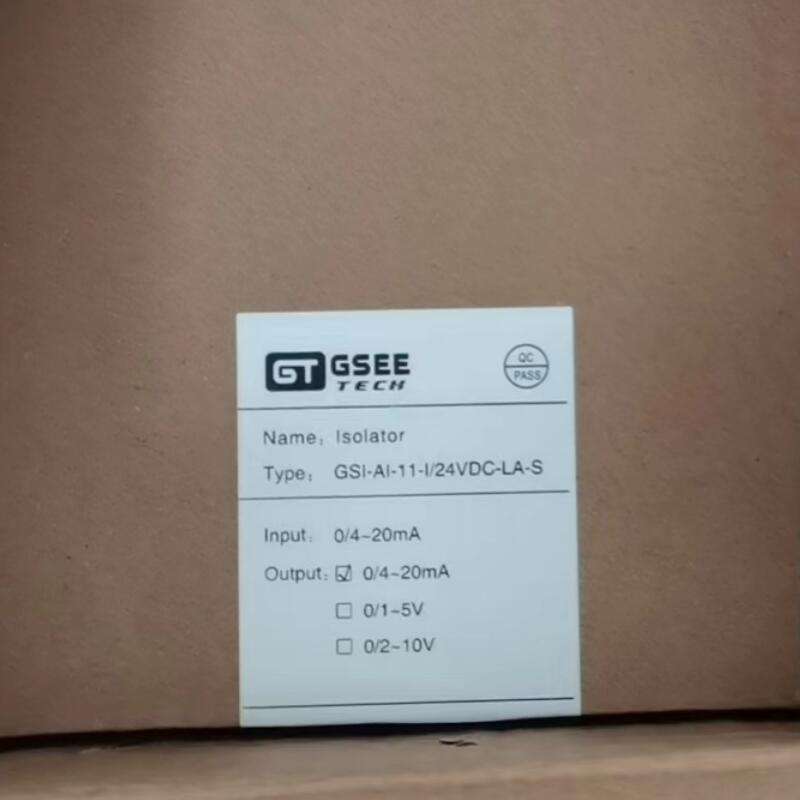 GT GSEE
TECH
QC
PASS
Name: Isolator
Type: GSI-AI-11-I/24VDC-LA-S
Input: 0/4~20mA
Output: ☑ 0/4~20mA
☐ 0/1~5V
☐ 0/2~10V